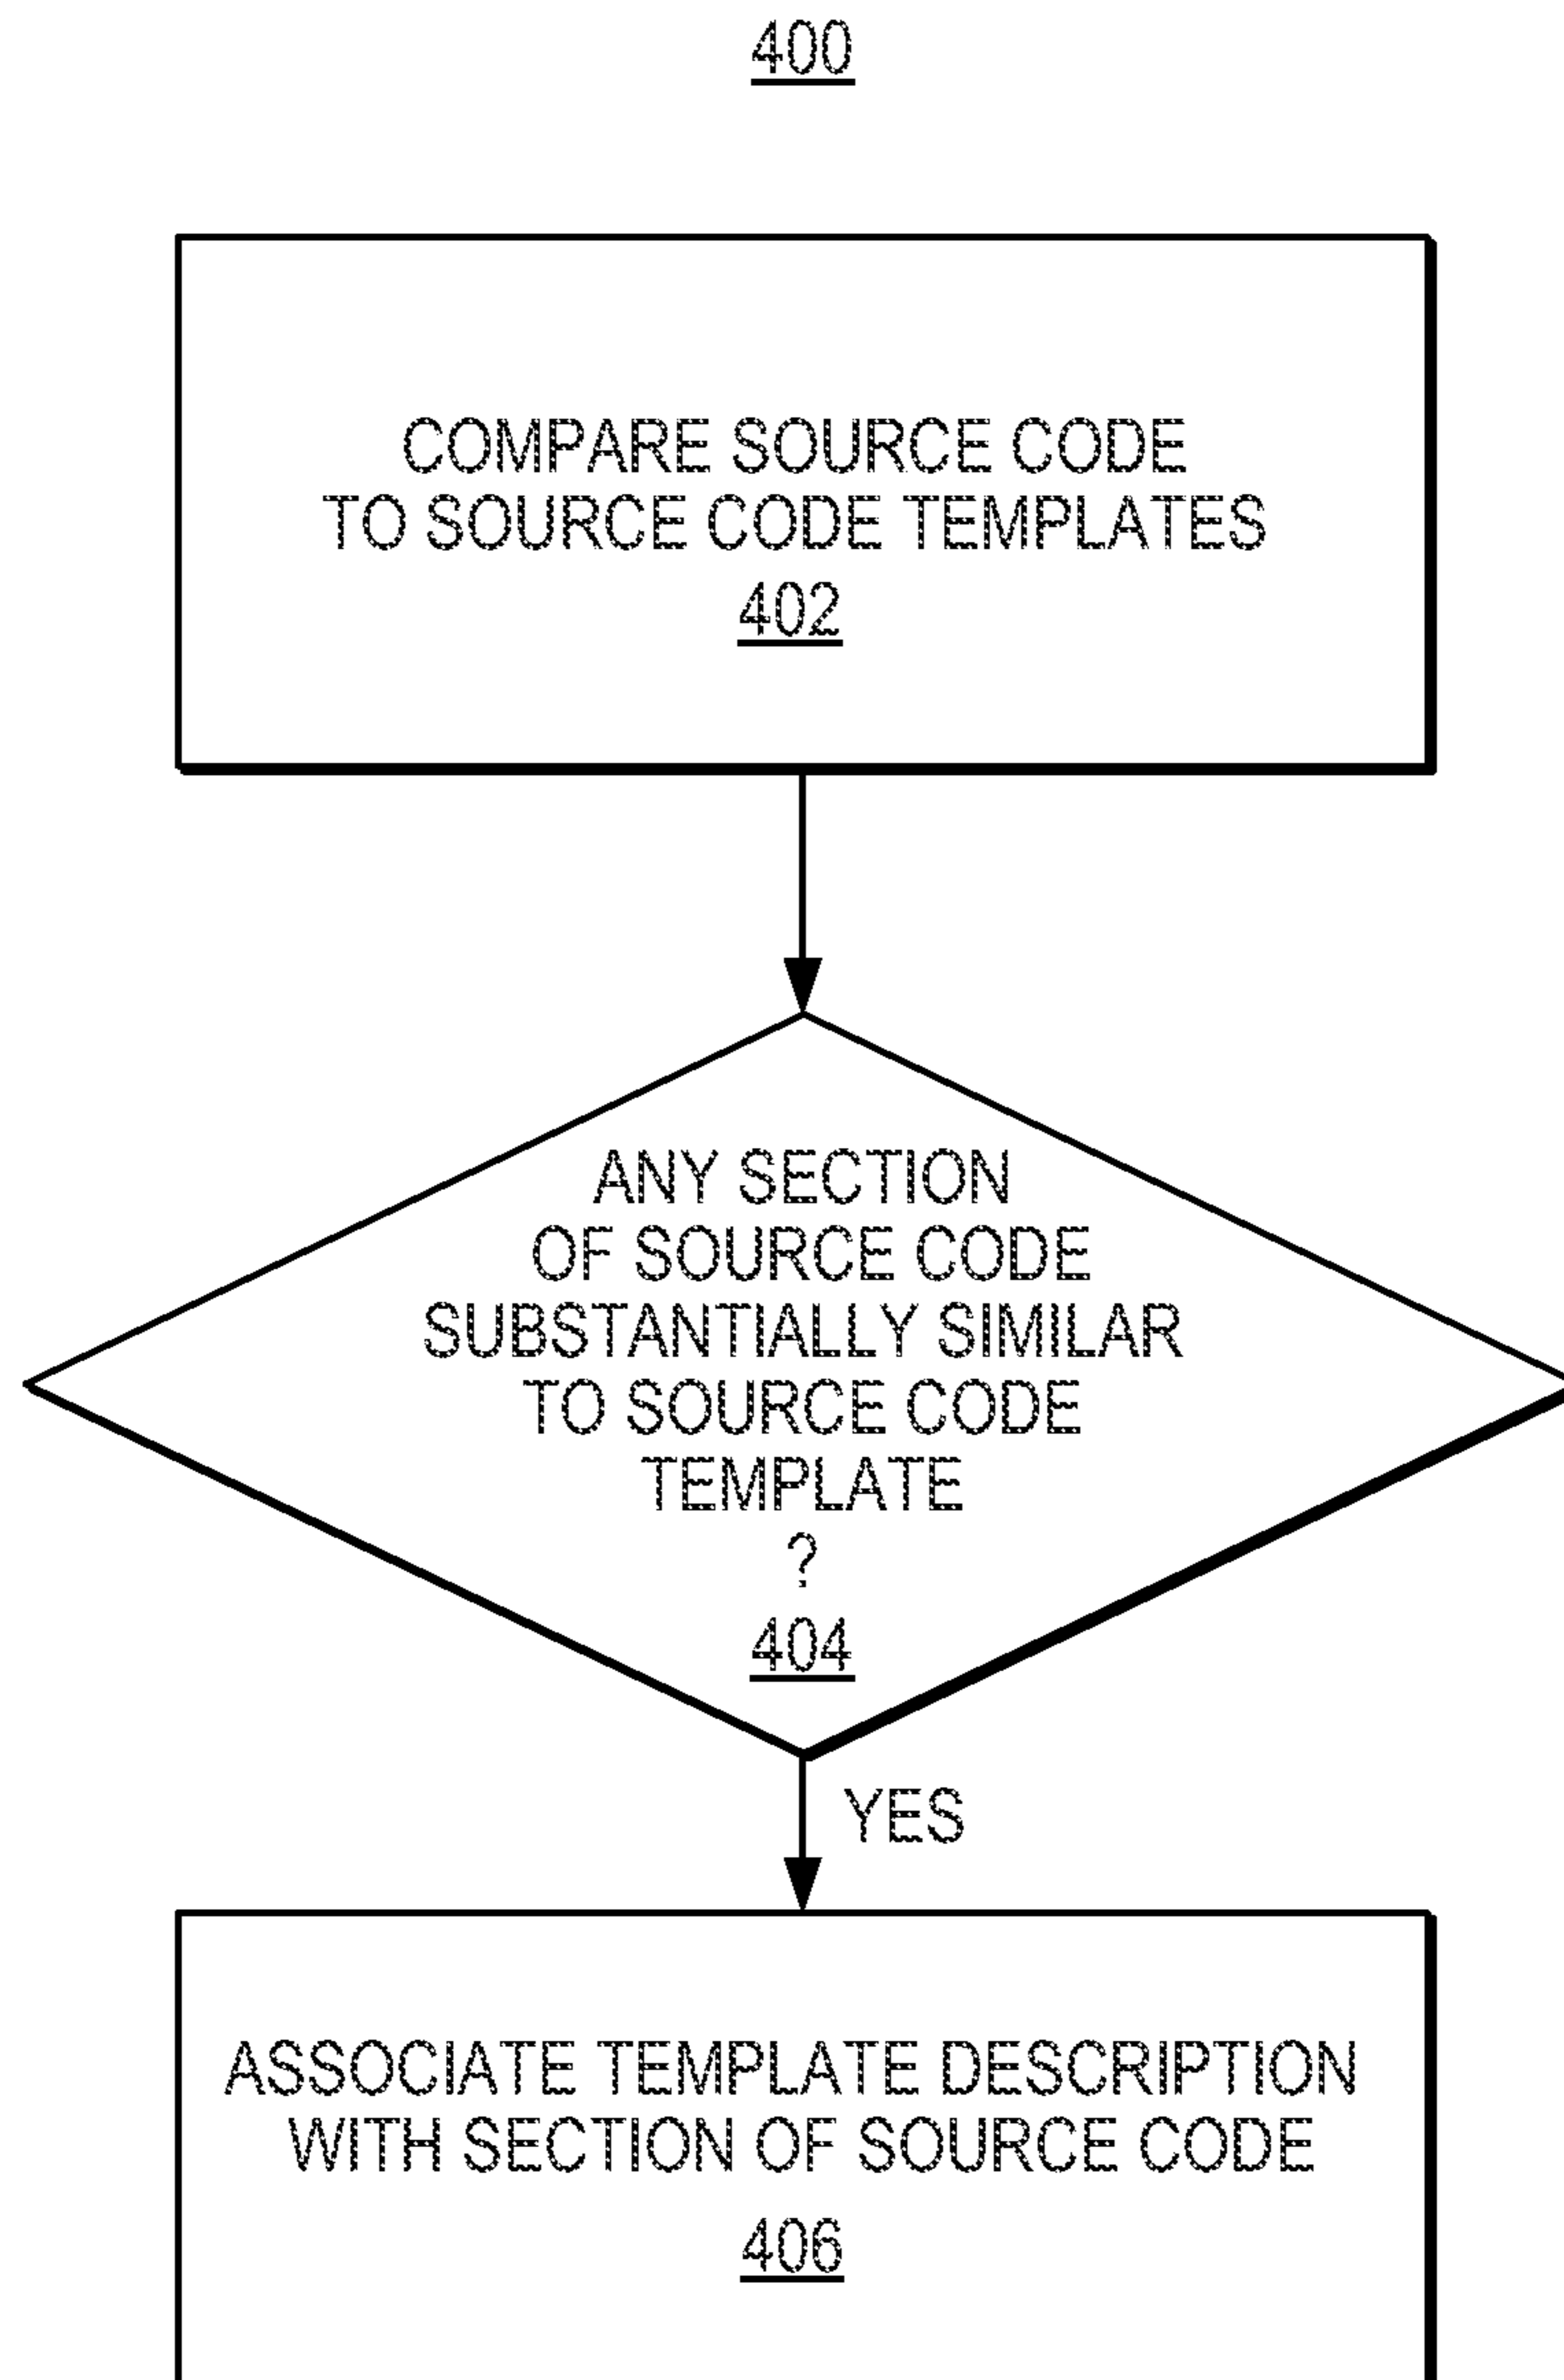 400
COMPARE SOURCE CODE
TO SOURCE CODE TEMPLATES
402
ANY SECTION
OF SOURCE CODE
SUBSTANTIALLY SIMILAR
TO SOURCE CODE
TEMPLATE
?
404
YES
ASSOCIATE TEMPLATE DESCRIPTION
WITH SECTION OF SOURCE CODE
406